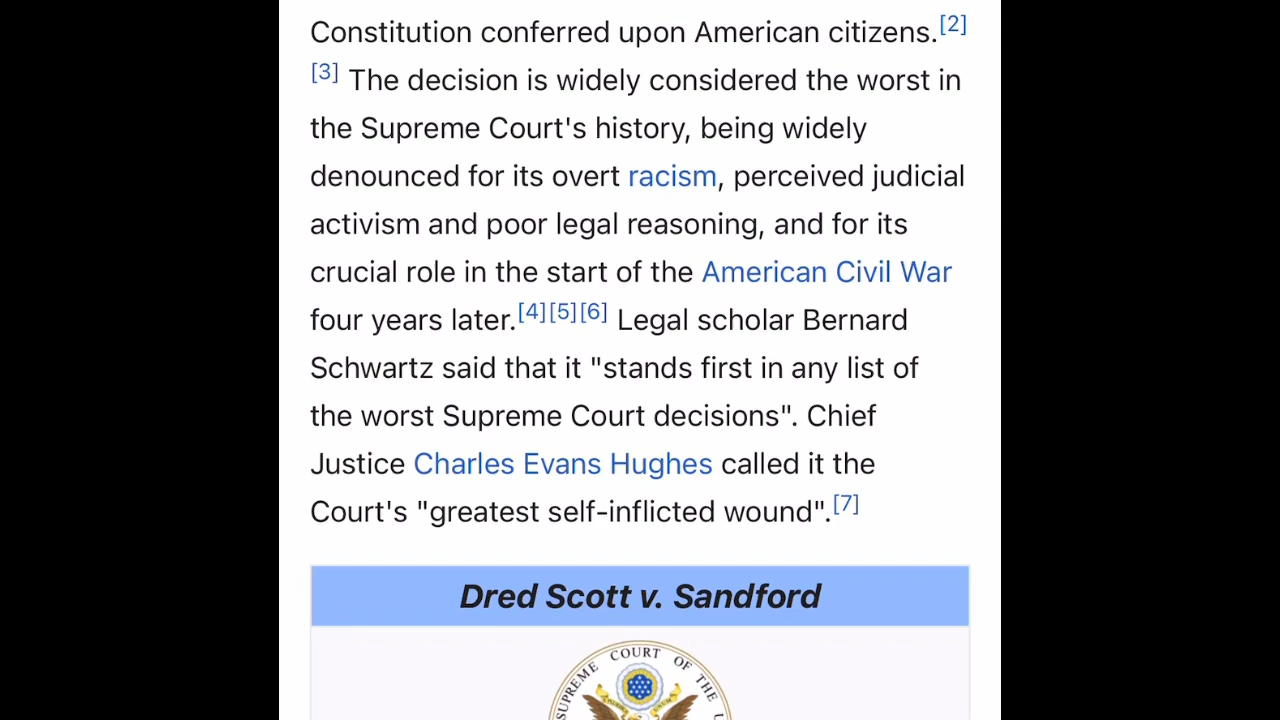 Constitution conferred upon American citizens.[2]
[3] The decision is widely considered the worst in
the Supreme Court's history, being widely
denounced for its overt racism, perceived judicial
activism and poor legal reasoning, and for its
crucial role in the start of the American Civil War
four years later.[4][5][6] Legal scholar Bernard
Schwartz said that it "stands first in any list of
the worst Supreme Court decisions". Chief
Justice Charles Evans Hughes called it the
Court's "greatest self-inflicted wound".[7]
Dred Scott v. Sandford
SUPREME COURT OF THE